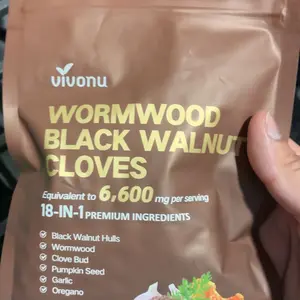 vivonu
WORMWOOD
BLACK WALNUT
CLOVES
Equivalent to 6,600 mg per serving
18-IN-1 PREMIUM INGREDIENTS
Black Walnut Hulls
Wormwood
Clove Bud
Pumpkin Seed
Garlic
Oregano